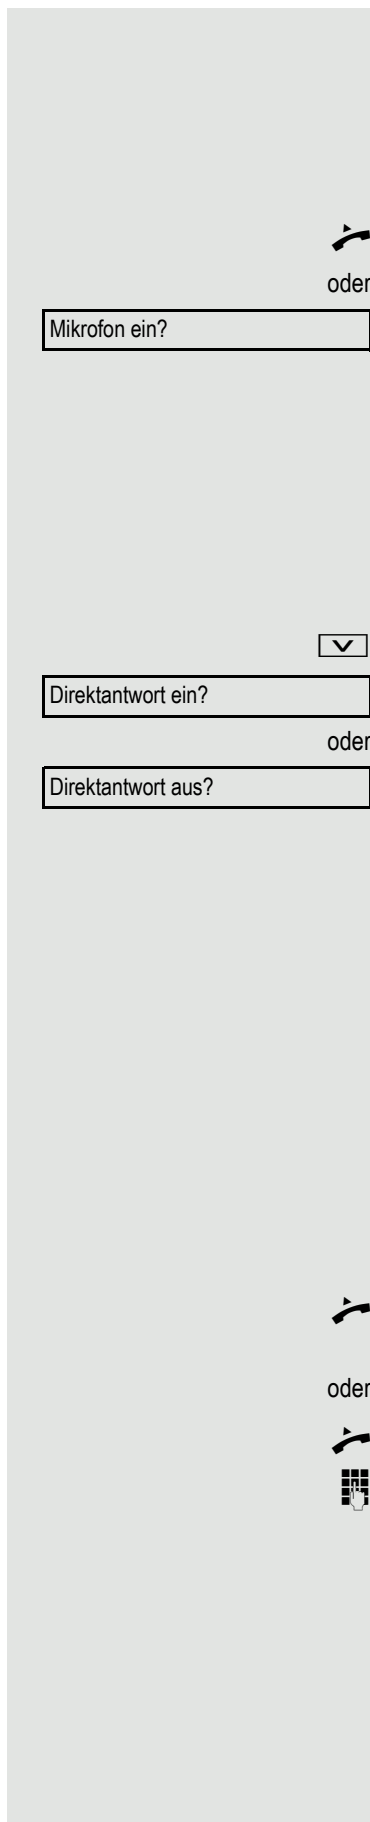 oder
Mikrofon ein?
Direktantwort ein?
oder
Direktantwort aus?
oder